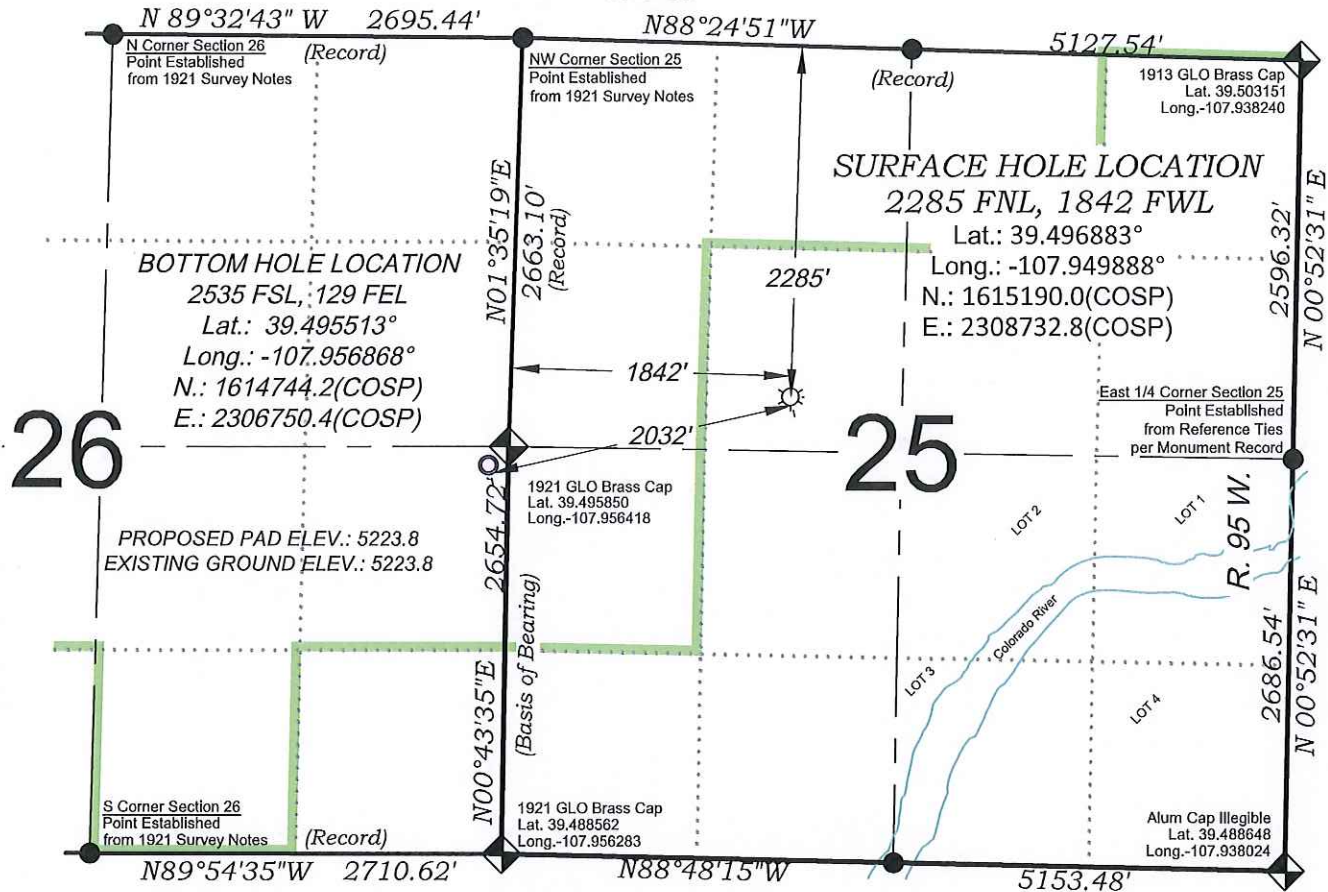 N 89°32'43" W 2695.44'
N88°24'51"W
5127.54'
N Corner Section 26
Point Established
from 1921 Survey Notes
(Record)
NW Corner Section 25
Point Established
from 1921 Survey Notes
(Record)
1913 GLO Brass Cap
Lat. 39.503151
Long.-107.938240
SURFACE HOLE LOCATION
2285 FNL, 1842 FWL
Lat.: 39.496883°
Long.: -107.949888°
N.: 1615190.0(COSP)
E.: 2308732.8(COSP)
N01°35'19"E
2663.10'
(Record)
2596.32'
N 00°52'31" E
BOTTOM HOLE LOCATION
2535 FSL, 129 FEL
Lat.: 39.495513°
Long.: -107.956868°
N.: 1614744.2(COSP)
E.: 2306750.4(COSP)
2285'
1842'
2032'
East 1/4 Corner Section 25
Point Established
from Reference Ties
per Monument Record
26
25
1921 GLO Brass Cap
Lat. 39.495850
Long.-107.956418
PROPOSED PAD ELEV.: 5223.8
EXISTING GROUND ELEV.: 5223.8
2654.72'
LOT 2
LOT 1
R. 95 W.
N00°43'35"E
(Basis of Bearing)
Colorado River
LOT 3
LOT 4
2686.54'
N 00°52'31" E
S Corner Section 26
Point Established
from 1921 Survey Notes
(Record)
1921 GLO Brass Cap
Lat. 39.488562
Long.-107.956283
Alum Cap Illegible
Lat. 39.488648
Long.-107.938024
N89°54'35"W 2710.62'
N88°48'15"W
5153.48'